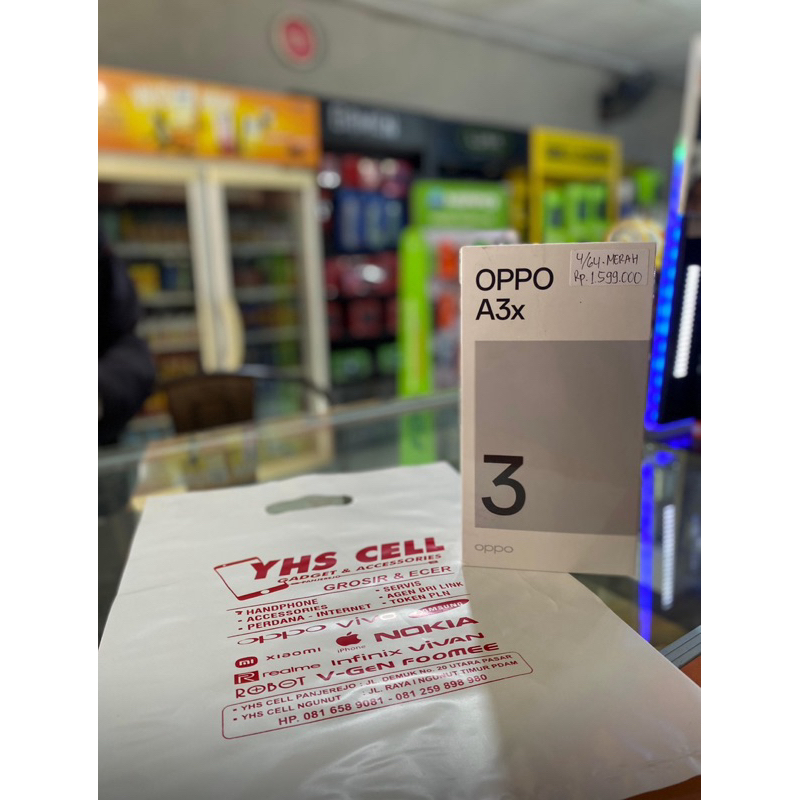 OPPO
A3x
4/64.MERAH
Rp.1.599.000
3
oppo
YHS CELL
GADGET & ACCESSORIES
GROSIR & ECER
HANDPHONE
- ACCESSORIES
- PERDANA - INTERNET
- SERVIS
- AGEN BRI LINK
- TOKEN PLN
oppo vivo SAMSUNG
mi xiaomi iPhone NOKIA
R realme Infinix VIVAN
ROBOT V-GeN FOOMEE
• YHS CELL PANJEREJO : JL. DEMUK No. 20 UTARA PASAR
• YHS CELL NGUNUT : JL. RAYA I NGUNUT TIMUR PDAM
HP. 081 658 9081 - 081 259 898 980